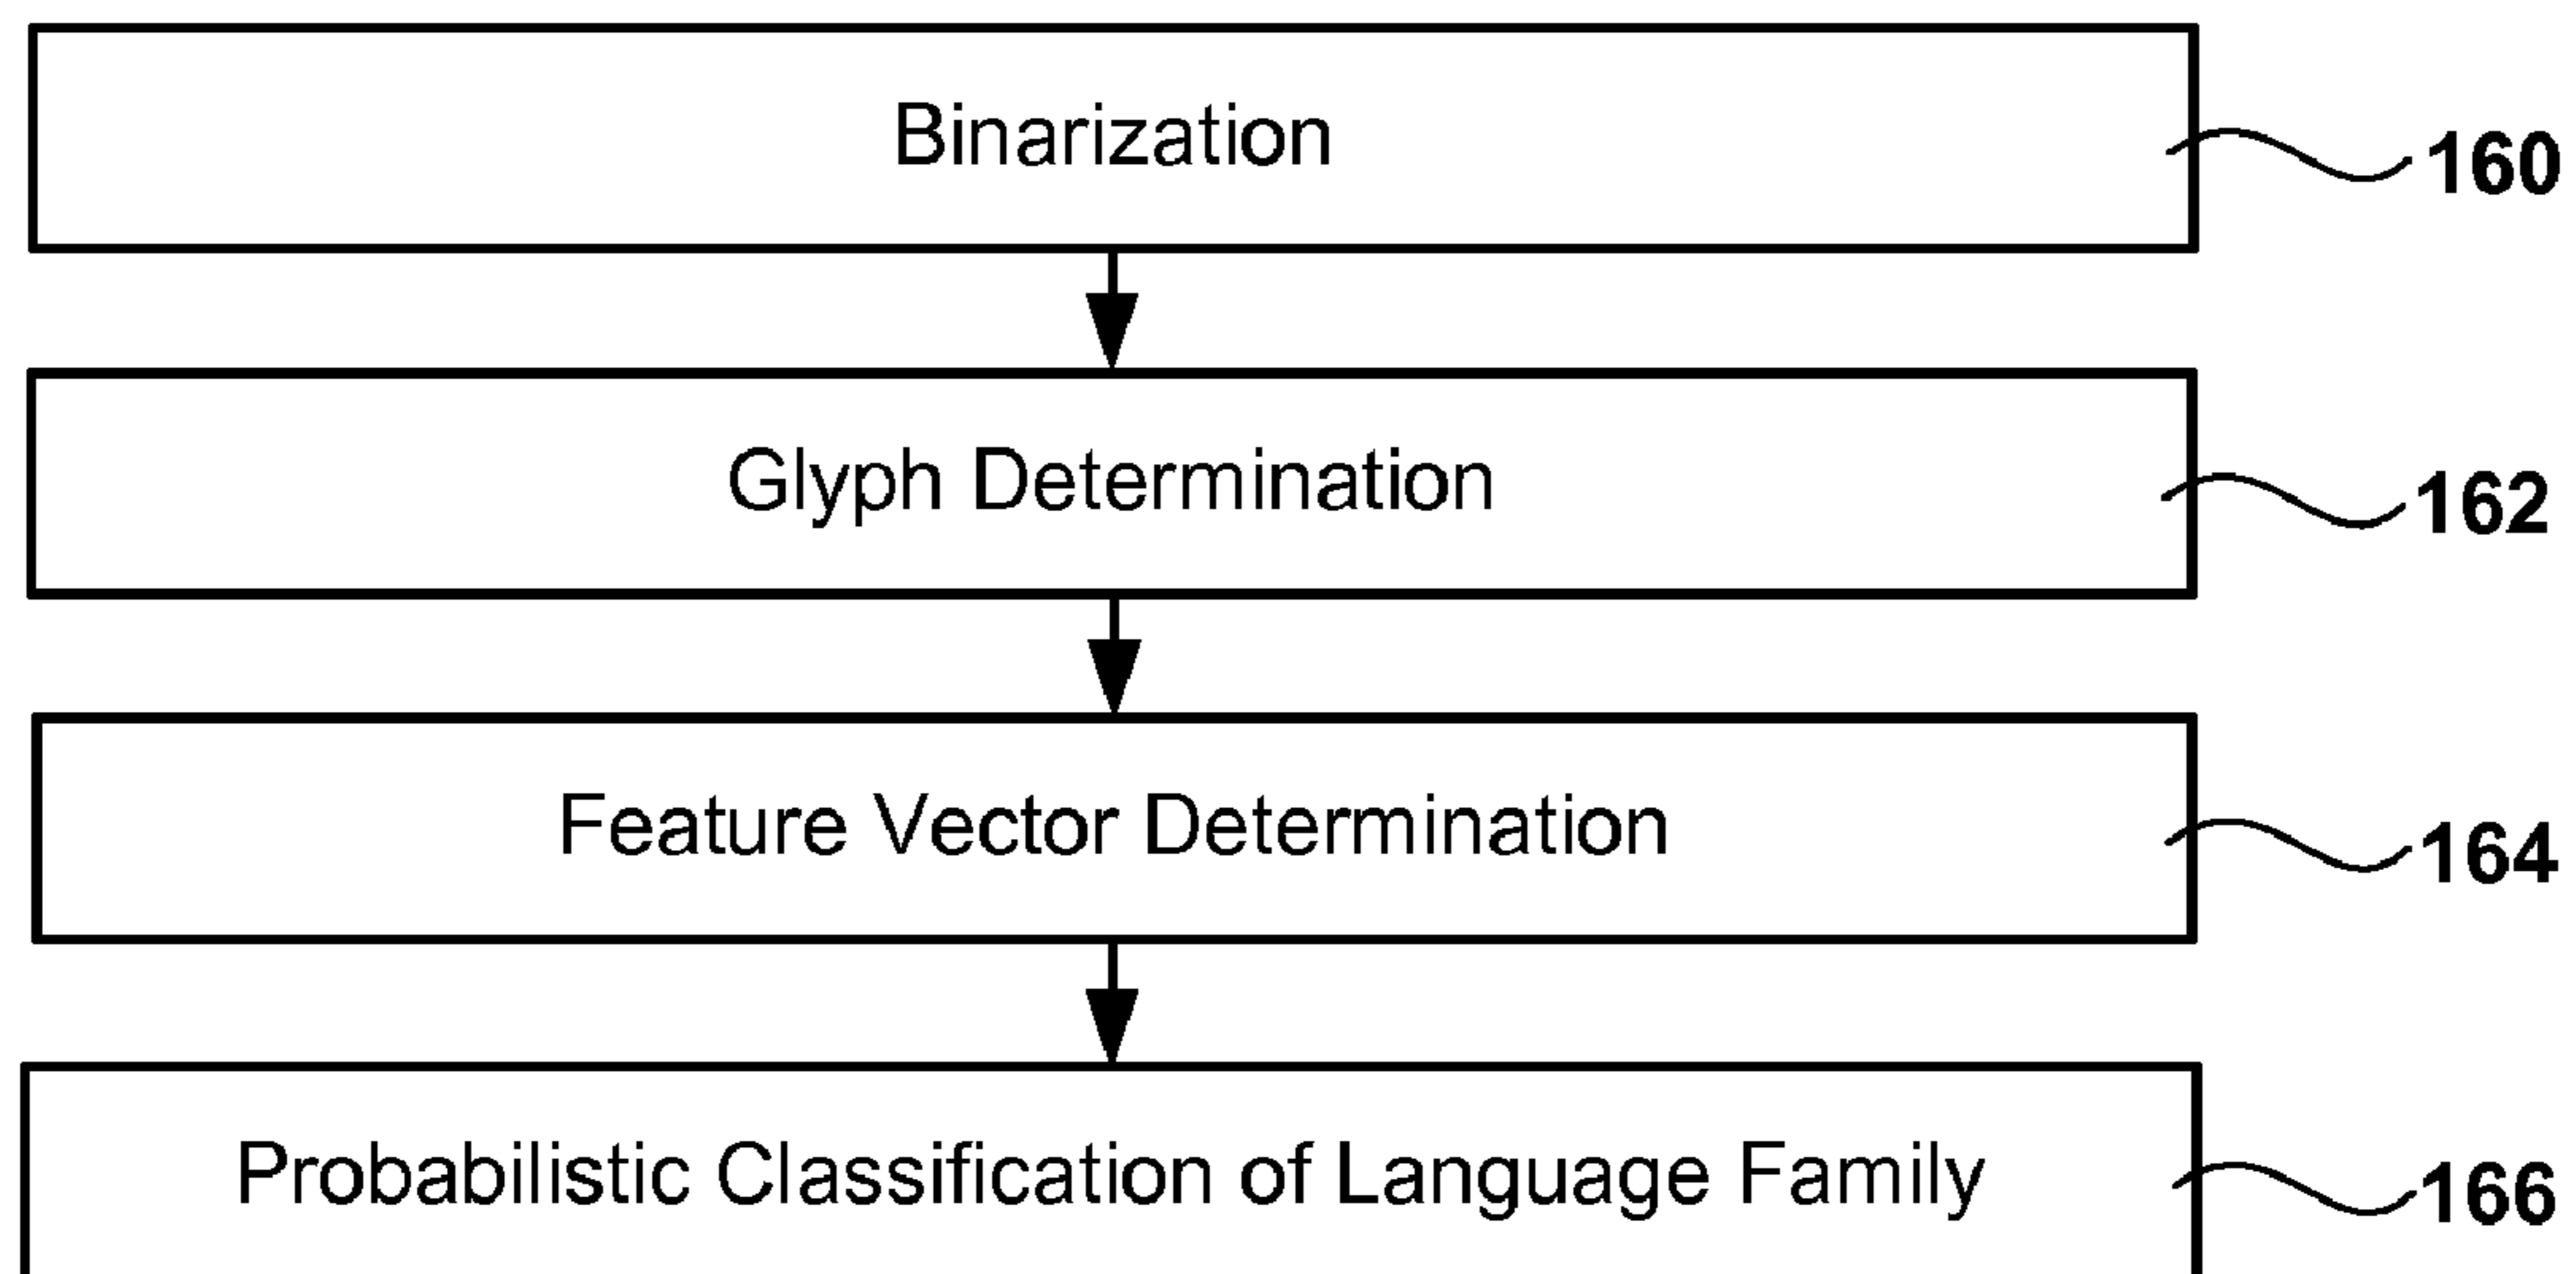 Binarization 160
Glyph Determination 162
Feature Vector Determination 164
Probabilistic Classification of Language Family 166